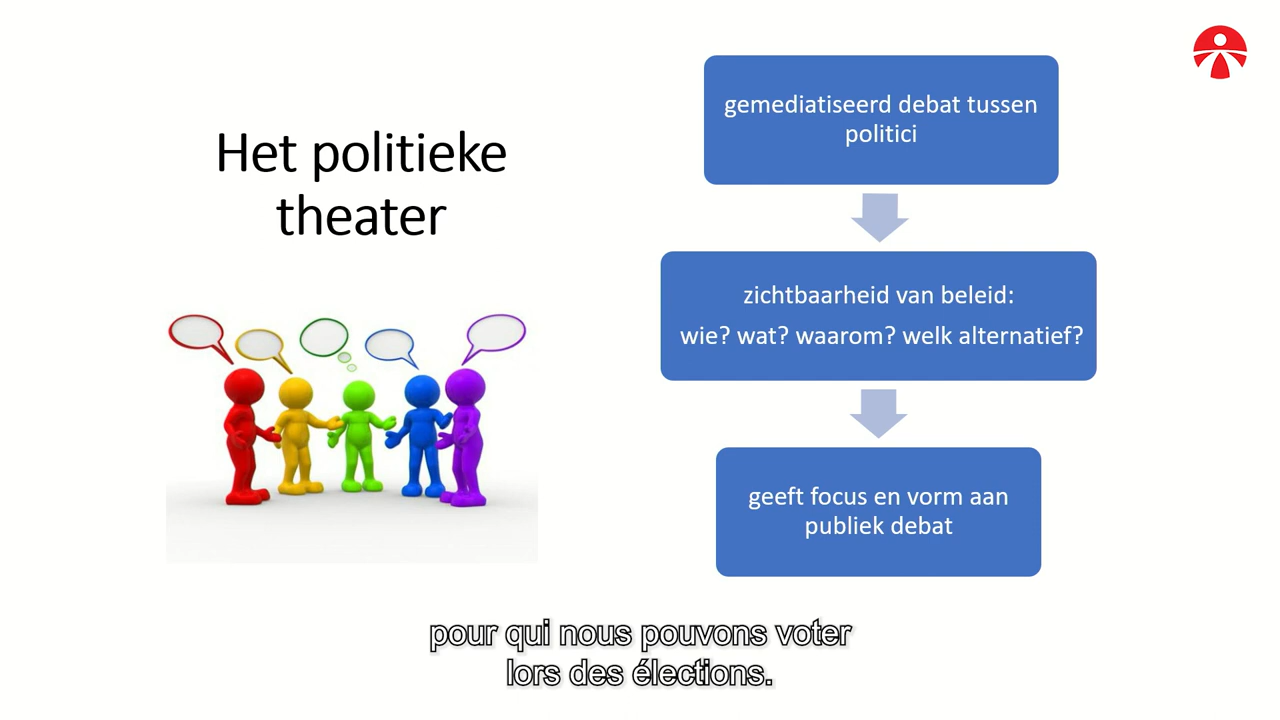 Het politieke
theater
gemediatiseerd debat tussen
politici
zichtbaarheid van beleid:
wie? wat? waarom? welk alternatief?
geeft focus en vorm aan
publiek debat
pour qui nous pouvons voter
lors des élections.